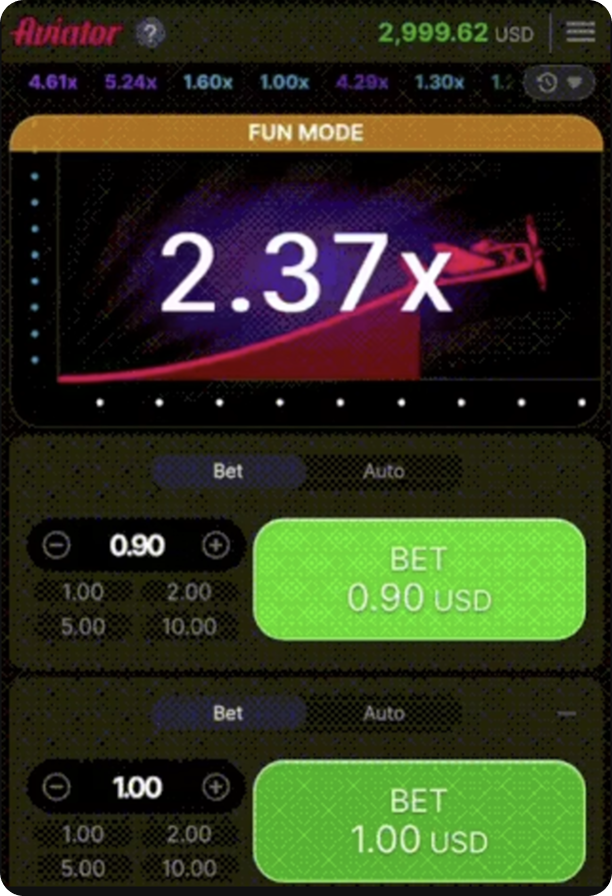 Aviator ? 2,999.62 USD
4.61x 5.24x 1.60x 1.00x 4.29x 1.30x
FUN MODE
2.37x
Bet Auto
0.90
BET
0.90 USD
1.00 2.00
5.00 10.00
Bet Auto
1.00
BET
1.00 USD
1.00 2.00
5.00 10.00